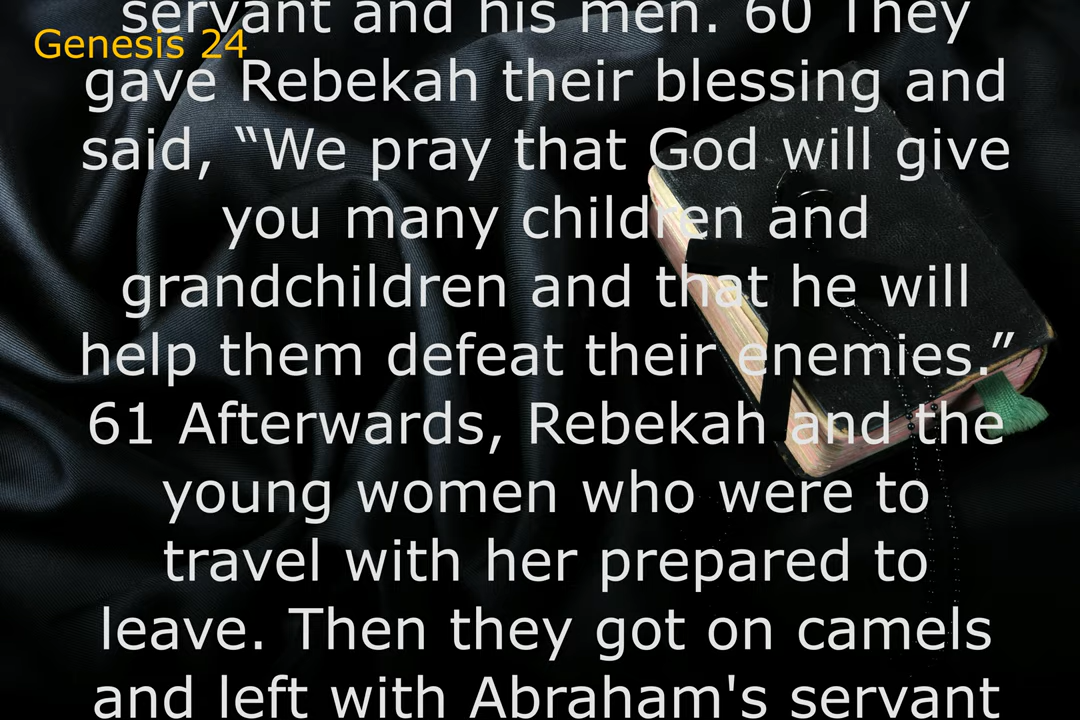 Genesis 24
servant and his men. 60 They
gave Rebekah their blessing and
said, “We pray that God will give
you many children and
grandchildren and that he will
help them defeat their enemies.”
61 Afterwards, Rebekah and the
young women who were to
travel with her prepared to
leave. Then they got on camels
and left with Abraham's servant